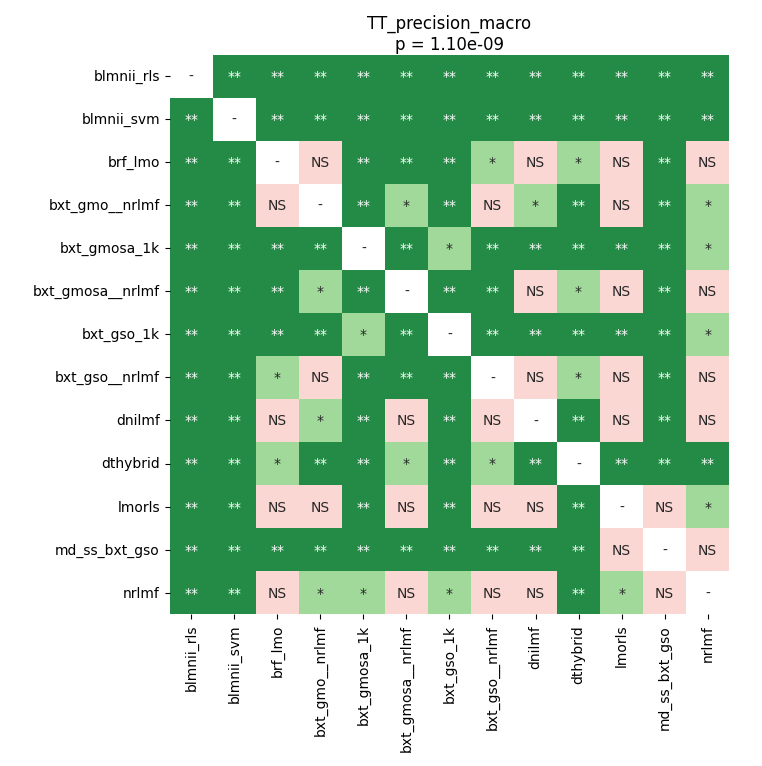 TT_precision_macro
p = 1.10e-09
blmnii_rls - ** ** ** ** ** ** ** ** ** ** ** **
blmnii_svm ** - ** ** ** ** ** ** ** ** ** ** **
brf_lmo ** ** - NS ** ** ** * NS * NS ** NS
bxt_gmo__nrlmf ** ** NS - ** * ** NS * ** NS ** *
bxt_gmosa_1k ** ** ** ** - ** * ** ** ** ** ** *
bxt_gmosa__nrlmf ** ** ** * ** - ** ** NS * NS ** NS
bxt_gso_1k ** ** ** ** * ** - ** ** ** ** ** *
bxt_gso__nrlmf ** ** * NS ** ** ** - NS * NS ** NS
dnilmf ** ** NS * ** NS ** NS - ** NS ** NS
dthybrid ** ** * ** ** * ** * ** - ** ** **
lmorls ** ** NS NS ** NS ** NS NS ** - NS *
md_ss_bxt_gso ** ** ** ** ** ** ** ** ** ** NS - NS
nrlmf ** ** NS * * NS * NS NS ** * NS -
blmnii_rls
blmnii_svm
brf_lmo
bxt_gmo__nrlmf
bxt_gmosa_1k
bxt_gmosa__nrlmf
bxt_gso_1k
bxt_gso__nrlmf
dnilmf
dthybrid
lmorls
md_ss_bxt_gso
nrlmf